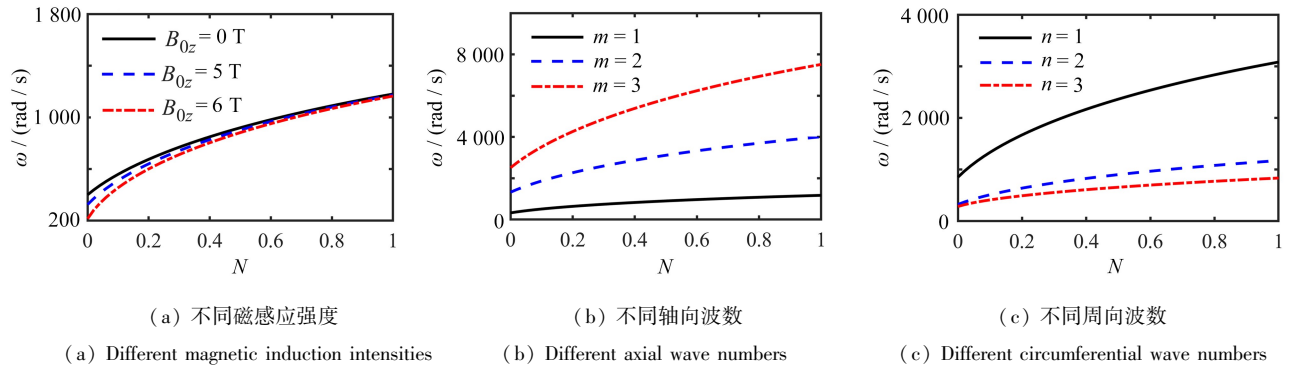 1 800
1 000
200
ω / (rad / s)
B0z = 0 T
B0z = 5 T
B0z = 6 T
0 0.2 0.4 0.6 0.8 1
N
8 000
4 000
0
ω / (rad / s)
m = 1
m = 2
m = 3
0 0.2 0.4 0.6 0.8 1
N
4 000
2 000
0
ω / (rad / s)
n = 1
n = 2
n = 3
0 0.2 0.4 0.6 0.8 1
N
(a) 不同磁感应强度
(b) 不同轴向波数
(c) 不同周向波数
(a) Different magnetic induction intensities
(b) Different axial wave numbers
(c) Different circumferential wave numbers